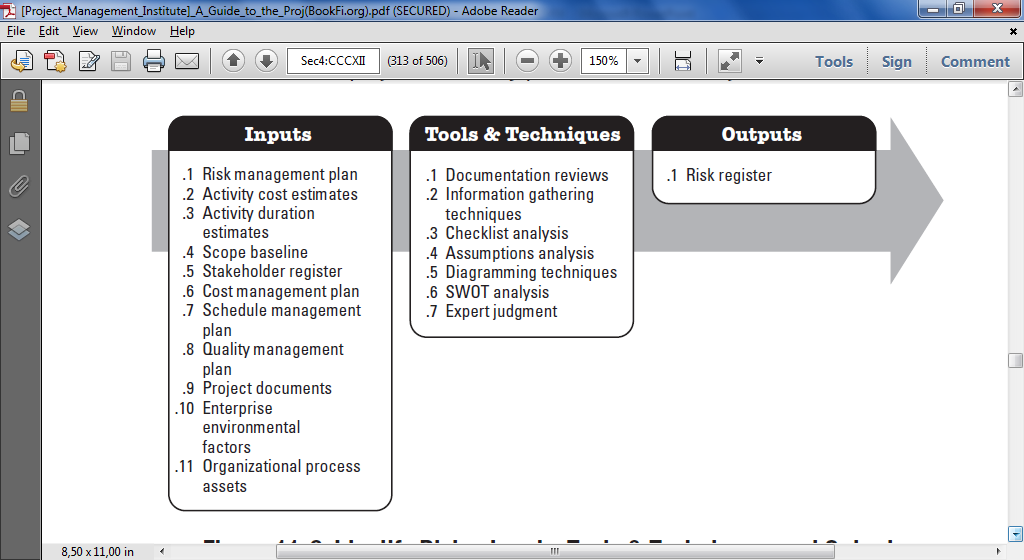 [Project_Management_Institute]_A_Guide_to_the_Proj(BookFi.org).pdf (SECURED) - Adobe Reader
File Edit View Window Help
Sec4:CCCXII (313 of 506) 150% Tools Sign Comment
Inputs
.1 Risk management plan
.2 Activity cost estimates
.3 Activity duration
estimates
.4 Scope baseline
.5 Stakeholder register
.6 Cost management plan
.7 Schedule management
plan
.8 Quality management
plan
.9 Project documents
.10 Enterprise
environmental
factors
.11 Organizational process
assets
Tools & Techniques
.1 Documentation reviews
.2 Information gathering
techniques
.3 Checklist analysis
.4 Assumptions analysis
.5 Diagramming techniques
.6 SWOT analysis
.7 Expert judgment
Outputs
.1 Risk register
8,50 x 11,00 in